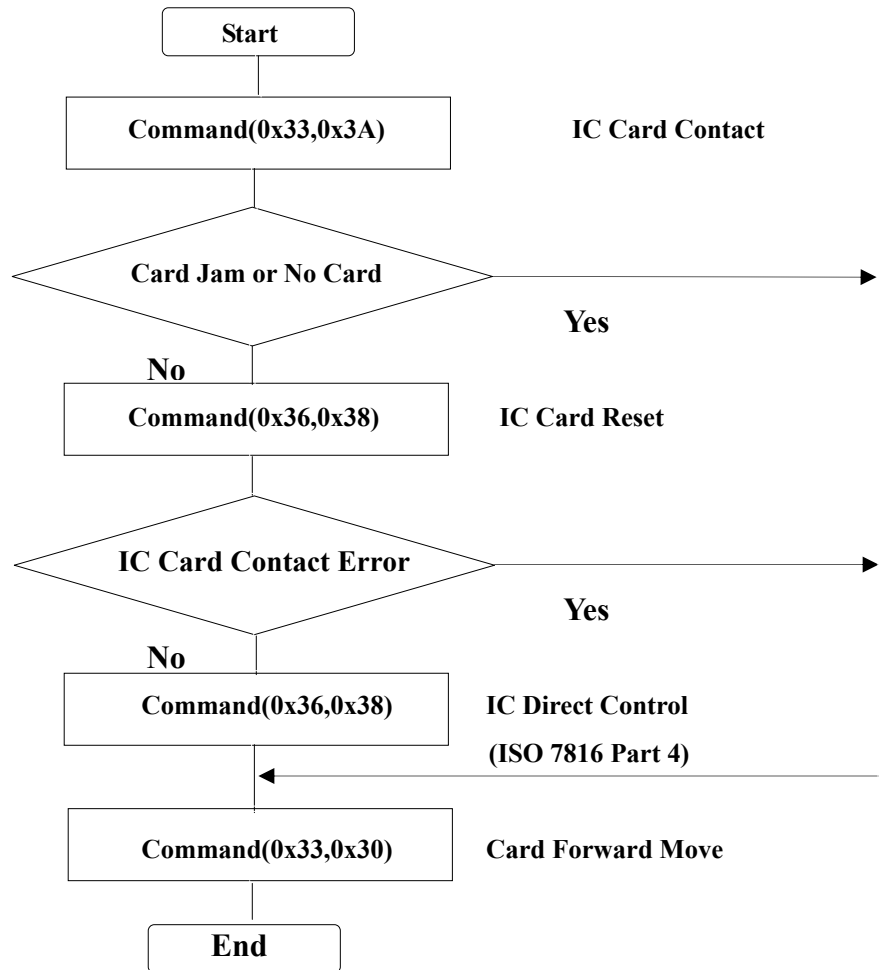 Start
Command(0x33,0x3A)
IC Card Contact
Card Jam or No Card
Yes
No
Command(0x36,0x38)
IC Card Reset
IC Card Contact Error
Yes
No
Command(0x36,0x38)
IC Direct Control
(ISO 7816 Part 4)
Command(0x33,0x30)
Card Forward Move
End